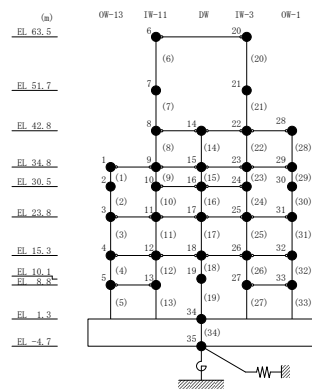 (m) OW-13 IW-11 DW IW-3 OW-1
EL 63.5 6 20
(6) (20)
EL 51.7 7 21
(7) (21)
EL 42.8 8 14 22 28
(8) (14) (22) (28)
EL 34.8 1 9 15 23 29
(1) (9) (15) (23) (29)
EL 30.5 2 10 16 24 30
(2) (10) (16) (24) (30)
EL 23.8 3 11 17 25 31
(3) (11) (17) (25) (31)
EL 15.3 4 12 18 26 32
(4) (12) (18) (26) (32)
EL 10.1 19
EL 8.8 5 13 27 33
(5) (13) (19) (27) (33)
EL 1.3 34
(34)
EL -4.7 35